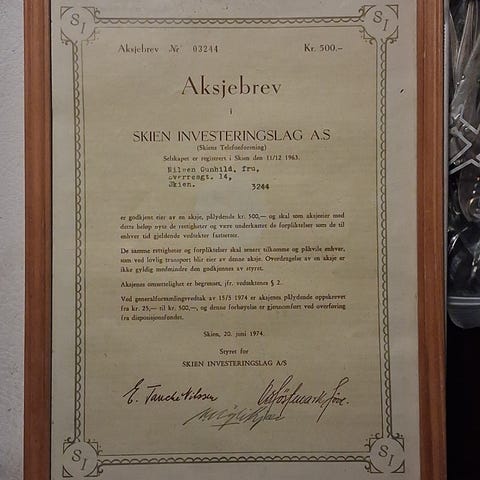 SI
SI
Aksjebrev Nº 03244 Kr. 500.—
Aksjebrev
i
SKIEN INVESTERINGSLAG A.S
(Skiens Telefonforening)
Selskapet er registrert i Skien den 11/12 1963.
Nilsen Gunhild, fru,
Sverresgt. 14,
Skien. 3244
er godkjent eier av en aksje, pålydende kr. 500,— og skal som aksjeeier med
dette beløp nyte de rettigheter og være underkastet de forpliktelser som de til
enhver tid gjeldende vedtekter fastsetter.
De samme rettigheter og forpliktelser skal senere tilkomme og påhvile enhver,
som ved lovlig transport blir eier av denne aksje. Overdragelse av en aksje er
ikke gyldig medmindre den godkjennes av styret.
Aksjenes omsettelighet er begrenset, jfr. vedtektenes § 2.
Ved generalforsamlingsvedtak av 15/5 1974 er aksjenes pålydende oppskrevet
fra kr. 25,— til kr. 500,—, og denne forhøyelse er gjennomført ved overføring
fra disposisjonsfondet.
Skien, 20. juni 1974.
Styret for
SKIEN INVESTERINGSLAG A/S
E. Tauchi Nilssen
SI
SI